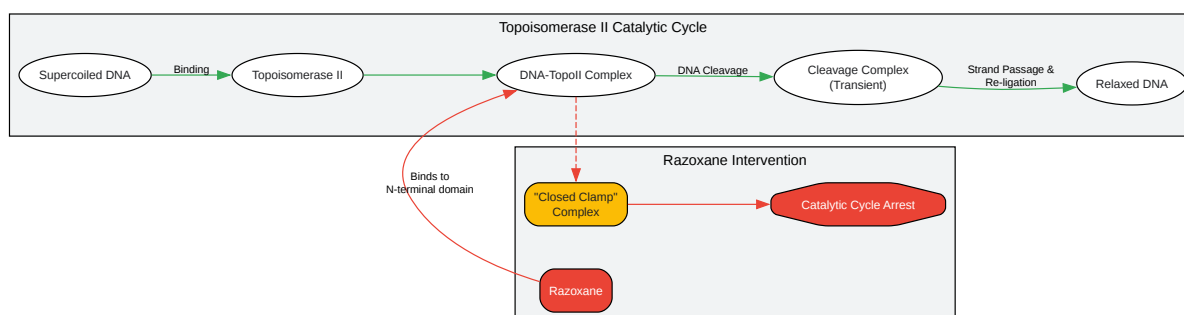 Topoisomerase II Catalytic Cycle
Supercoiled DNA
Binding
Topoisomerase II
DNA-TopoII Complex
DNA Cleavage
Cleavage Complex
(Transient)
Strand Passage &
Re-ligation
Relaxed DNA
Razoxane Intervention
Binds to
N-terminal domain
"Closed Clamp"
Complex
Catalytic Cycle Arrest
Razoxane